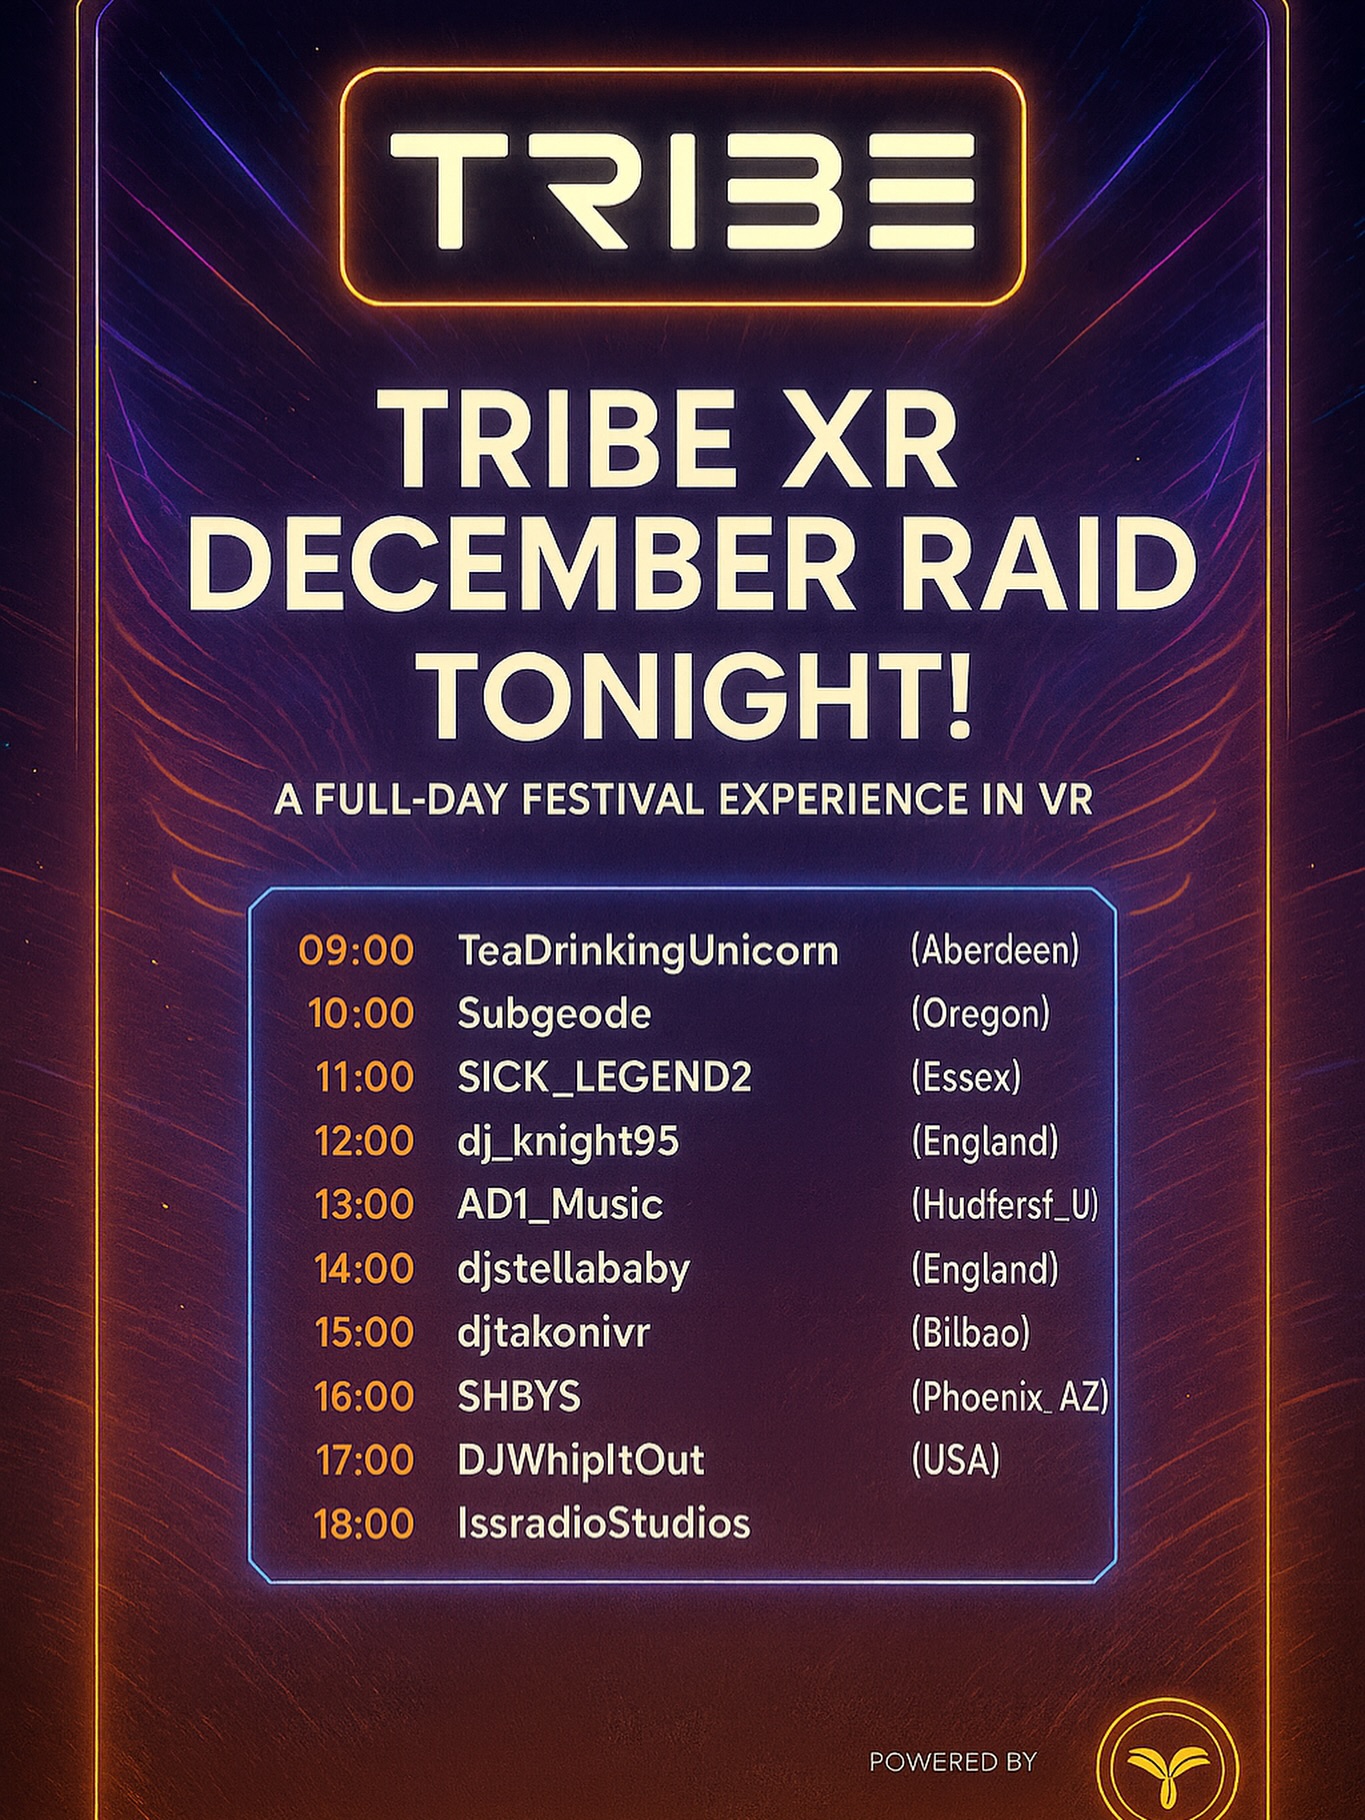 TRIBE
TRIBE XR
DECEMBER RAID
TONIGHT!
A FULL-DAY FESTIVAL EXPERIENCE IN VR
09:00 TeaDrinkingUnicorn (Aberdeen)
10:00 Subgeode (Oregon)
11:00 SICK_LEGEND2 (Essex)
12:00 dj_knight95 (England)
13:00 AD1_Music (Hudfersf_U)
14:00 djstellababy (England)
15:00 djtakonivr (Bilbao)
16:00 SHBYS (Phoenix_AZ)
17:00 DJWhipItOut (USA)
18:00 IssradioStudios
POWERED BY